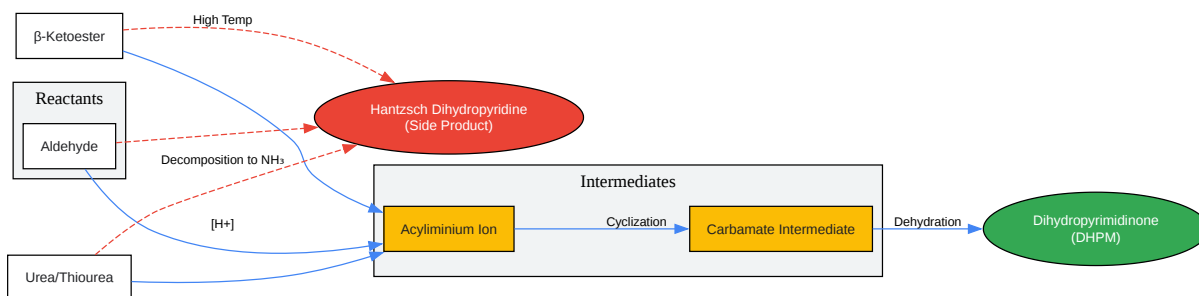 High Temp
β-Ketoester
Reactants
Hantzsch Dihydropyridine
(Side Product)
Aldehyde
Decomposition to NH₃
Intermediates
[H+]
Acyliminium Ion
Cyclization
Carbamate Intermediate
Dehydration
Dihydropyrimidinone
(DHPM)
Urea/Thiourea